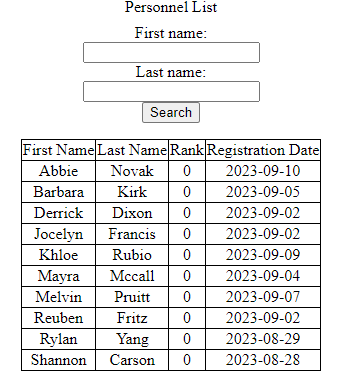 Personnel List
First name:
Last name:
Search
First Name Last Name Rank Registration Date
Abbie Novak 0 2023-09-10
Barbara Kirk 0 2023-09-05
Derrick Dixon 0 2023-09-02
Jocelyn Francis 0 2023-09-02
Khloe Rubio 0 2023-09-09
Mayra Mccall 0 2023-09-04
Melvin Pruitt 0 2023-09-07
Reuben Fritz 0 2023-09-02
Rylan Yang 0 2023-08-29
Shannon Carson 0 2023-08-28